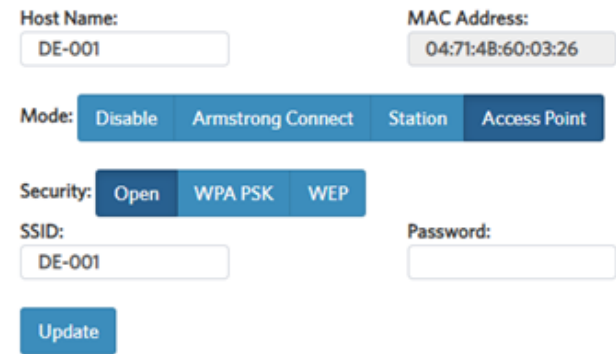 Host Name: MAC Address:
DE-001 04:71:4B:60:03:26
Mode: Disable Armstrong Connect Station Access Point
Security: Open WPA PSK WEP
SSID: Password:
DE-001
Update